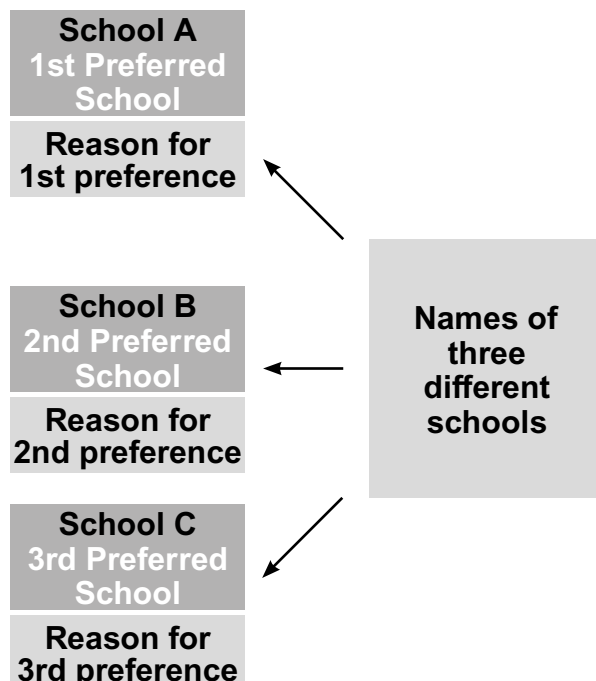 School A
1st Preferred
School
Reason for
1st preference
School B
2nd Preferred
School
Reason for
2nd preference
School C
3rd Preferred
School
Reason for
3rd preference
Names of
three
different
schools